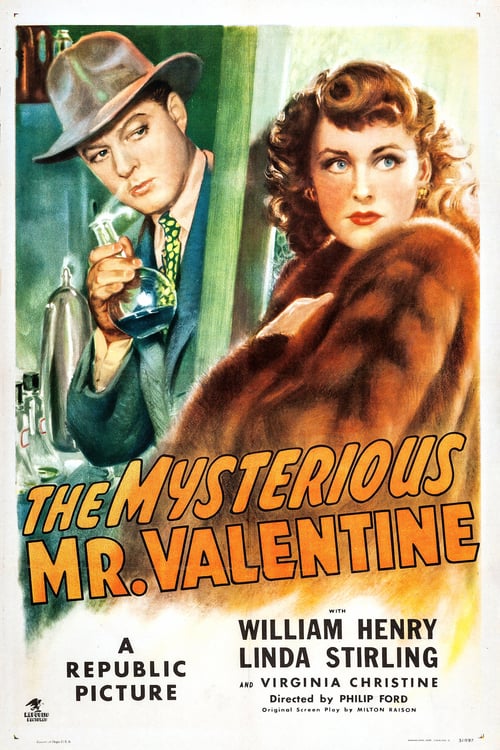 THE MYSTERIOUS
MR. VALENTINE
WITH
WILLIAM HENRY
LINDA STIRLING
AND VIRGINIA CHRISTINE
Directed by PHILIP FORD
Original Screen Play by MILTON RAISON
A
REPUBLIC
PICTURE